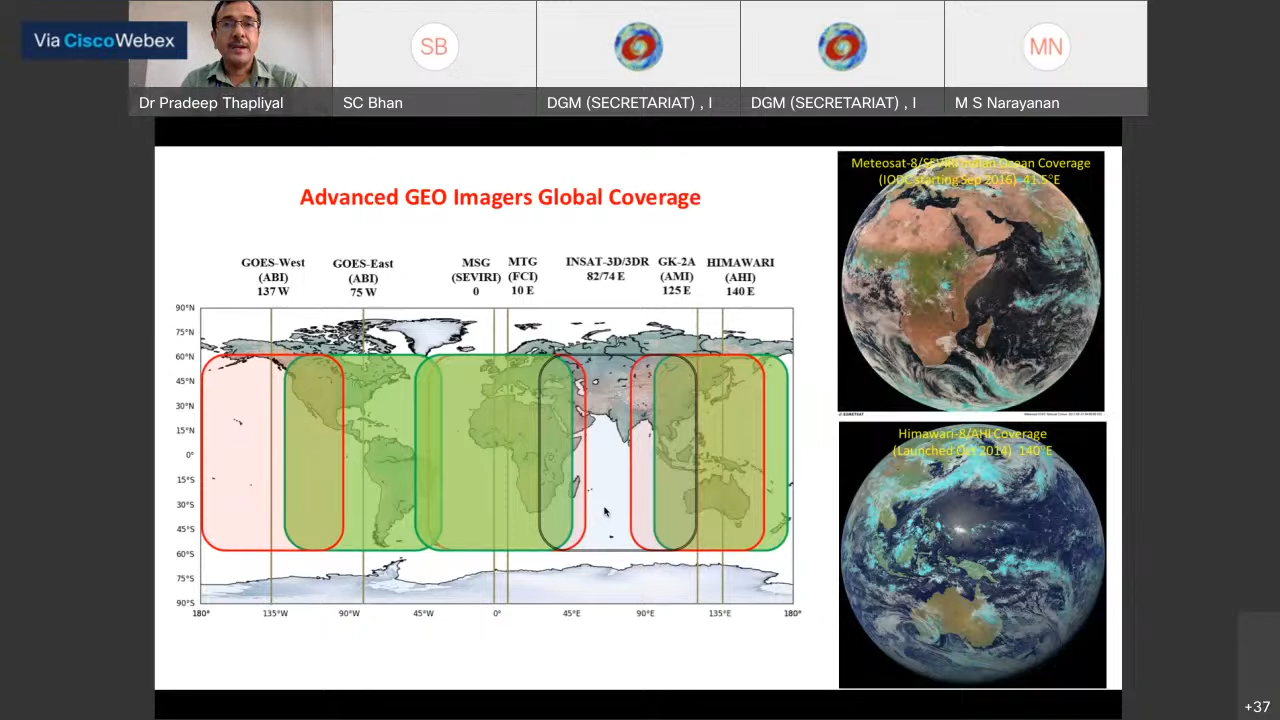 Via CiscoWebex
SB
MN
Dr Pradeep Thapliyal
SC Bhan
DGM (SECRETARIAT) , I
DGM (SECRETARIAT) , I
M S Narayanan
Advanced GEO Imagers Global Coverage
GOES-West
(ABI)
137 W
GOES-East
(ABI)
75 W
MSG
(SEVIRI)
0
MTG
(FCI)
10 E
INSAT-3D/3DR
82/74 E
GK-2A
(AMI)
125 E
HIMAWARI
(AHI)
140 E
90°N
75°N
60°N
45°N
30°N
15°N
0°
15°S
30°S
45°S
60°S
75°S
90°S
180°
135°W
90°W
45°W
0°
45°E
90°E
135°E
180°
Meteosat-8/SEVIRI Indian Ocean Coverage
(IODC starting Sep 2016) 41.5°E
EUMETSAT
Himawari-8/AHI Coverage
(Launched Oct 2014) 140°E
+37